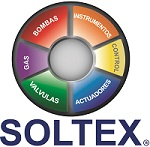 BOMBAS
INSTRUMENTOS
CONTROL
ACTUADORES
VALVULAS
GAS
SOLTEX®